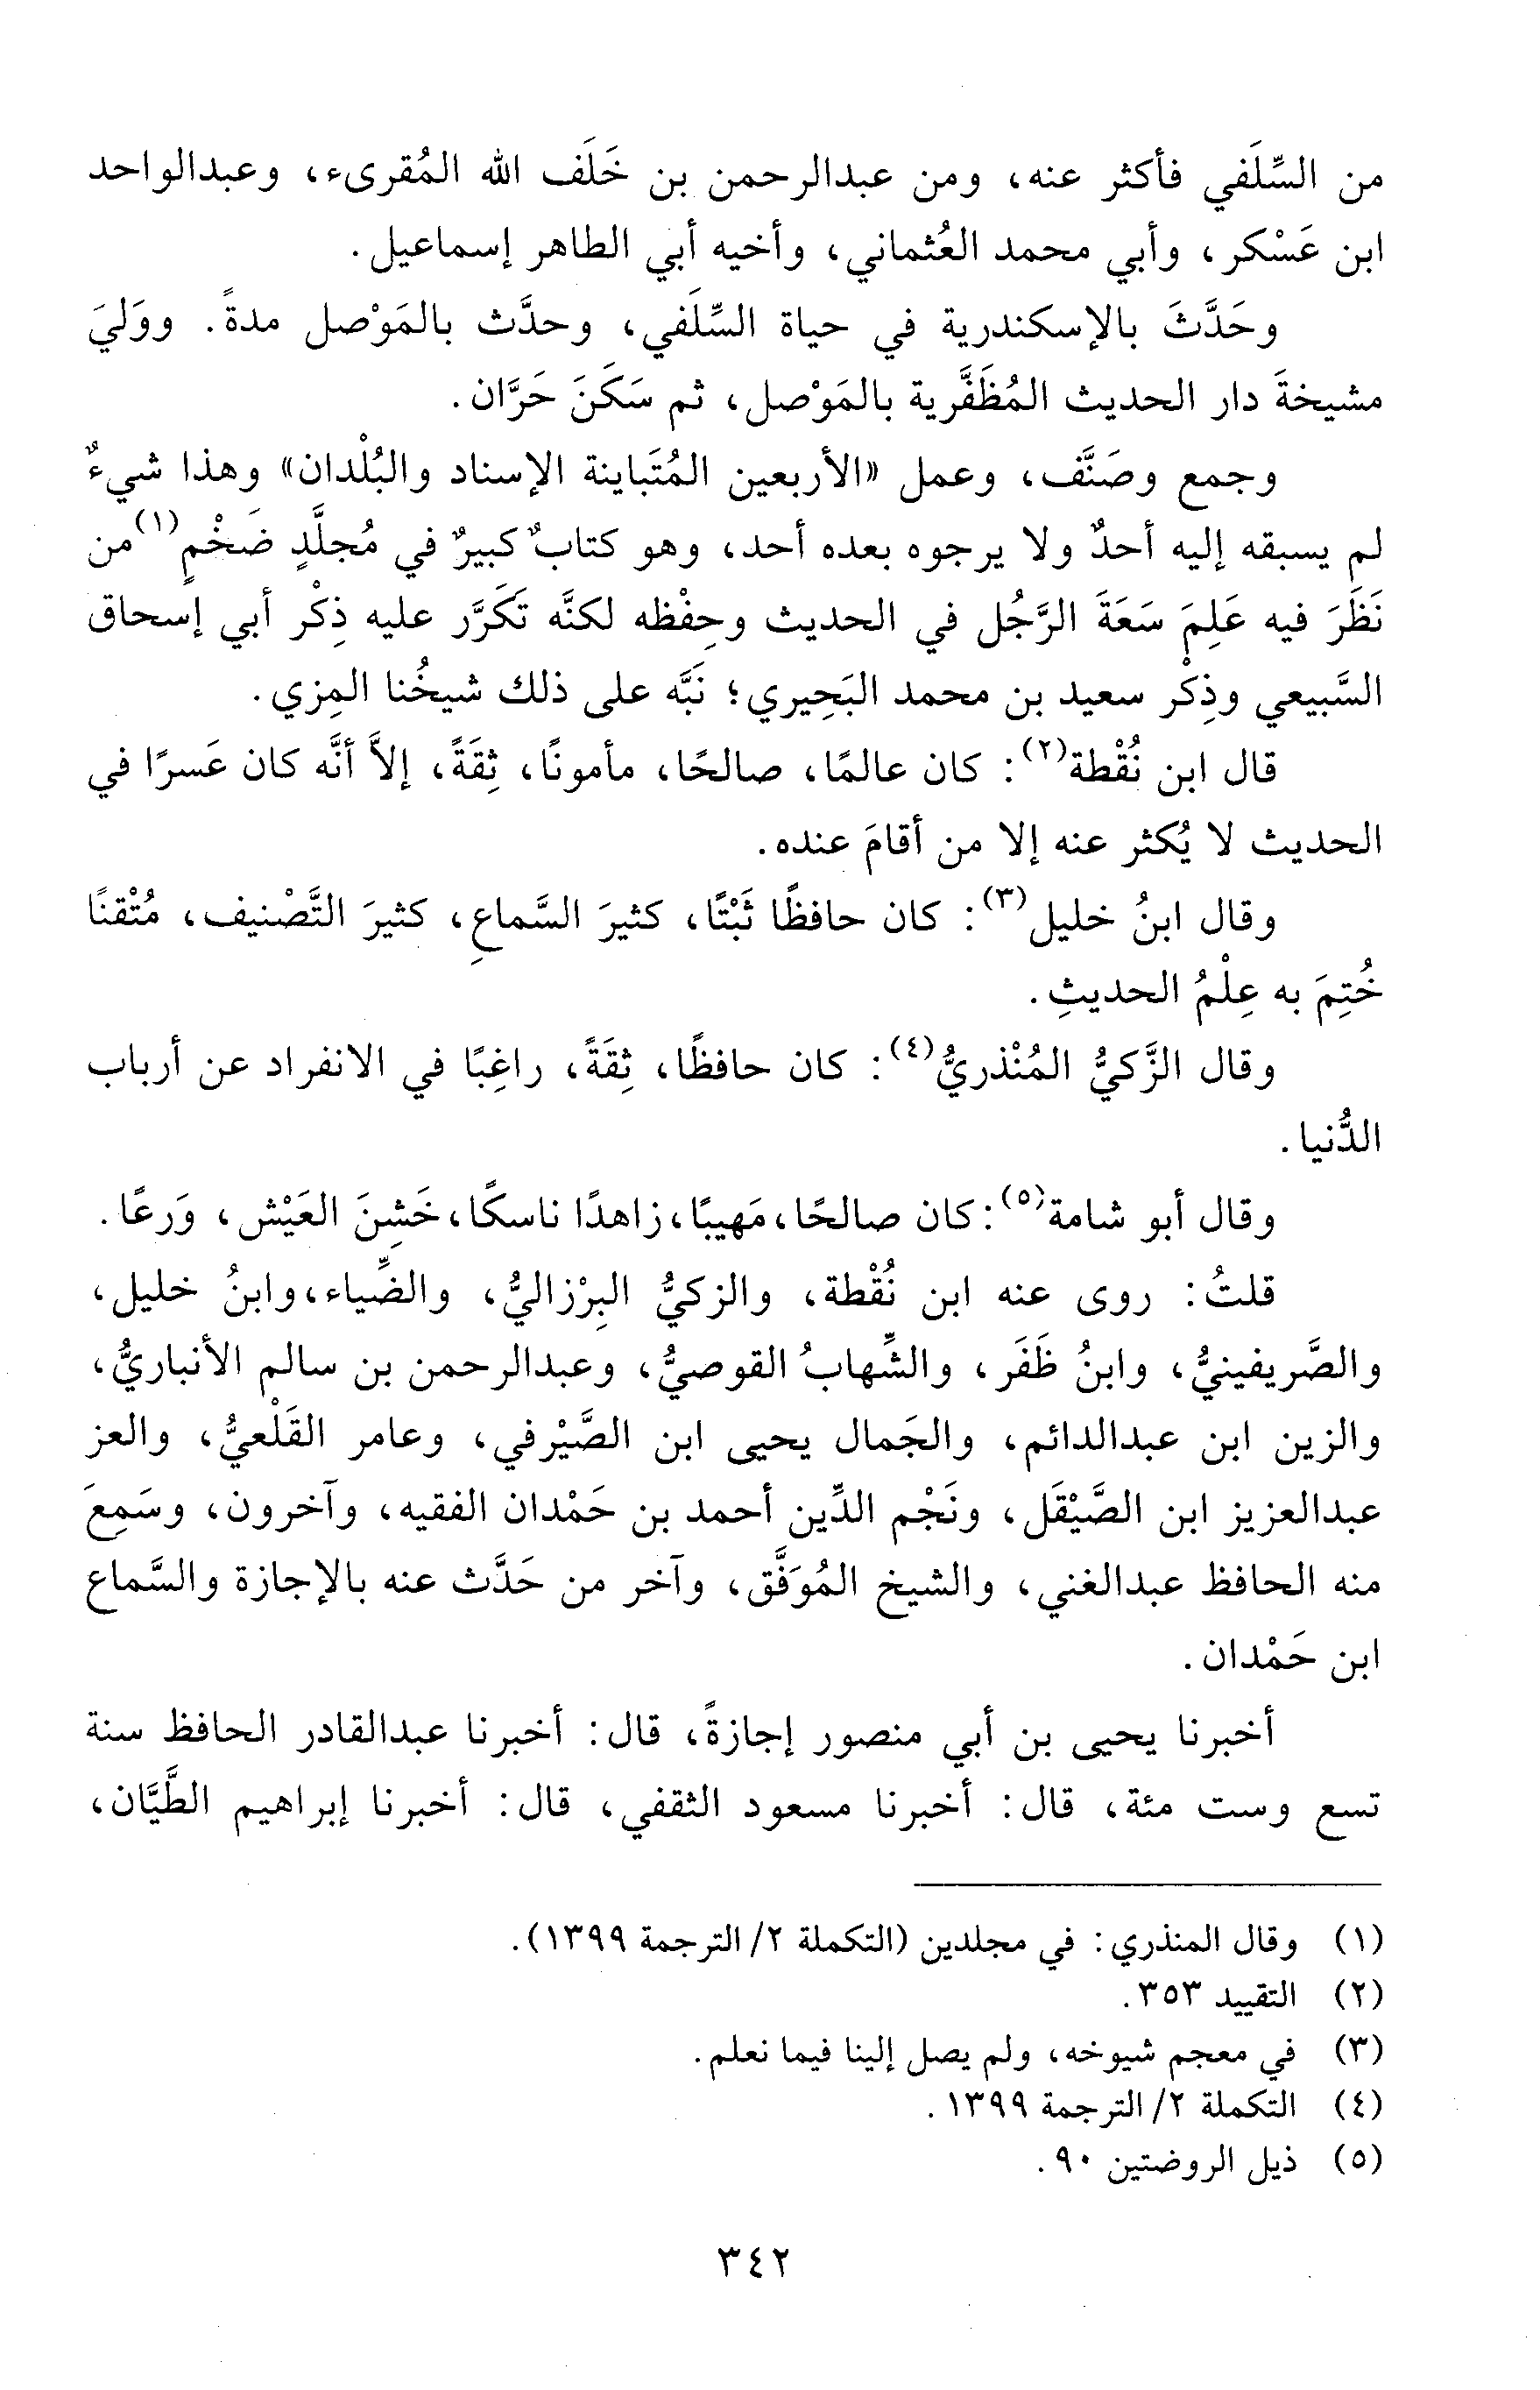 من السِّلَفي فأكثر عنه، ومن عبدالرحمن بن خَلَف الله المُقرىء، وعبدالواحد
ابن عَسْكر، وأبي محمد العُثماني، وأخيه أبي الطاهر إسماعيل.
وحَدَّثَ بالإسكندرية في حياة السِّلَفي، وحدَّث بالمَوْصل مدةً. ووَليَ
مشيخةَ دار الحديث المُظَفَّرية بالمَوْصل، ثم سَكَنَ حَرَّان.
وجمع وصَنَّف، وعمل «الأربعين المُتَباينة الإسناد والبُلْدان» وهذا شيءٌ
لم يسبقه إليه أحدٌ ولا يرجوه بعده أحد، وهو كتابٌ كبيرٌ في مُجلَّدٍ ضَخْمٍ(١) من
نَظَرَ فيه عَلِمَ سَعَةَ الرَّجُل في الحديث وحِفْظه لكنَّه تَكَرَّر عليه ذِكْر أبي إسحاق
السَّبيعي وذِكْر سعيد بن محمد البَحِيري؛ نَبَّه على ذلك شيخُنا المِزي.
قال ابن نُقْطة(٢): كان عالمًا، صالحًا، مأمونًا، ثِقَةً، إلاَّ أنَّه كان عَسرًا في
الحديث لا يُكثر عنه إلا من أقامَ عنده.
وقال ابنُ خليل(٣): كان حافظًا ثَبْتًا، كثيرَ السَّماعِ، كثيرَ التَّصْنيف، مُتْقنًا
خُتِمَ به عِلْمُ الحديثِ.
وقال الزَّكيُّ المُنْذريُّ(٤): كان حافظًا، ثِقَةً، راغِبًا في الانفراد عن أرباب
الدُّنيا.
وقال أبو شامة(٥): كان صالحًا، مَهيبًا، زاهدًا ناسكًا، خَشِنَ العَيْش، وَرعًا.
قلتُ: روى عنه ابن نُقْطة، والزكيُّ البِرْزاليُّ، والضِّياء، وابنُ خليل،
والصَّريفينيُّ، وابنُ ظَفَر، والشِّهابُ القوصيُّ، وعبدالرحمن بن سالم الأنباريُّ،
والزين ابن عبدالدائم، والجَمال يحيى ابن الصَّيْرفي، وعامر القَلْعيُّ، والعز
عبدالعزيز ابن الصَّيْقَل، ونَجْم الدِّين أحمد بن حَمْدان الفقيه، وآخرون، وسَمِعَ
منه الحافظ عبدالغني، والشيخ المُوَفَّق، وآخر من حَدَّث عنه بالإجازة والسَّماع
ابن حَمْدان.
أخبرنا يحيى بن أبي منصور إجازةً، قال: أخبرنا عبدالقادر الحافظ سنة
تسع وست مئة، قال: أخبرنا مسعود الثقفي، قال: أخبرنا إبراهيم الطَّيَّان،
(١) وقال المنذري: في مجلدين (التكملة ٢/ الترجمة ١٣٩٩).
(٢) التقييد ٣٥٣.
(٣) في معجم شيوخه، ولم يصل إلينا فيما نعلم.
(٤) التكملة ٢/ الترجمة ١٣٩٩.
(٥) ذيل الروضتين ٩٠.
٣٤٢